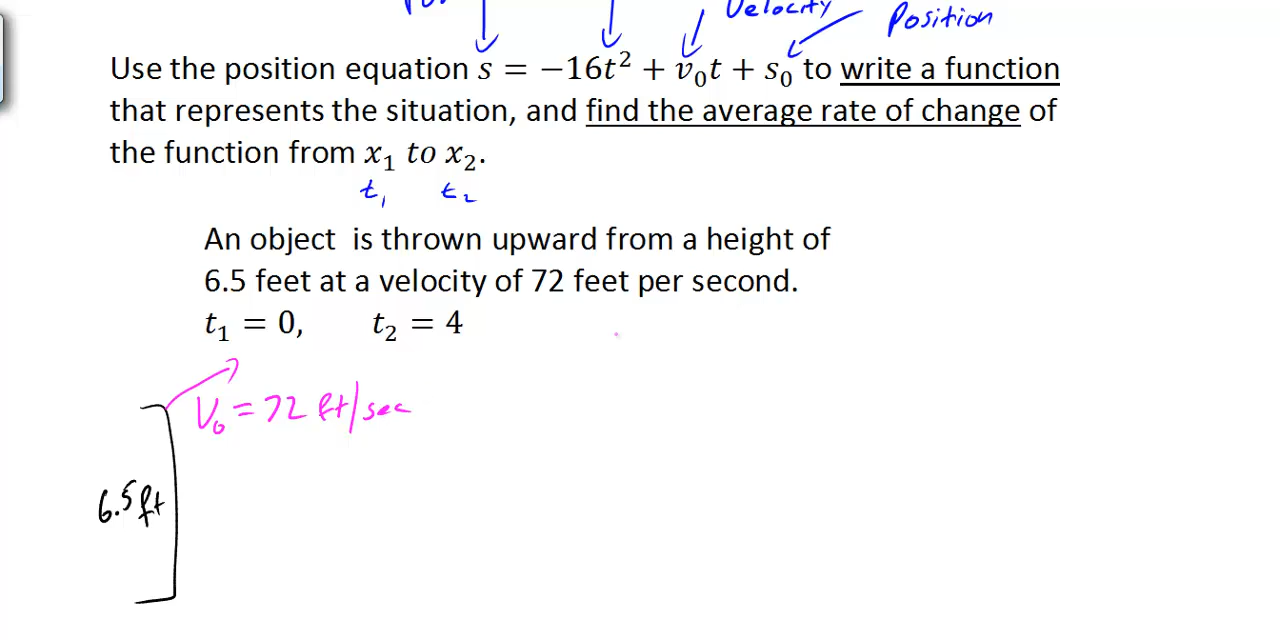 Velocity
Position
Use the position equation s = −16t² + v₀t + s₀ to write a function
that represents the situation, and find the average rate of change of
the function from x₁ to x₂.
t₁ t₂
An object is thrown upward from a height of
6.5 feet at a velocity of 72 feet per second.
t₁ = 0, t₂ = 4
V₀ = 72 ft/sec
6.5 ft